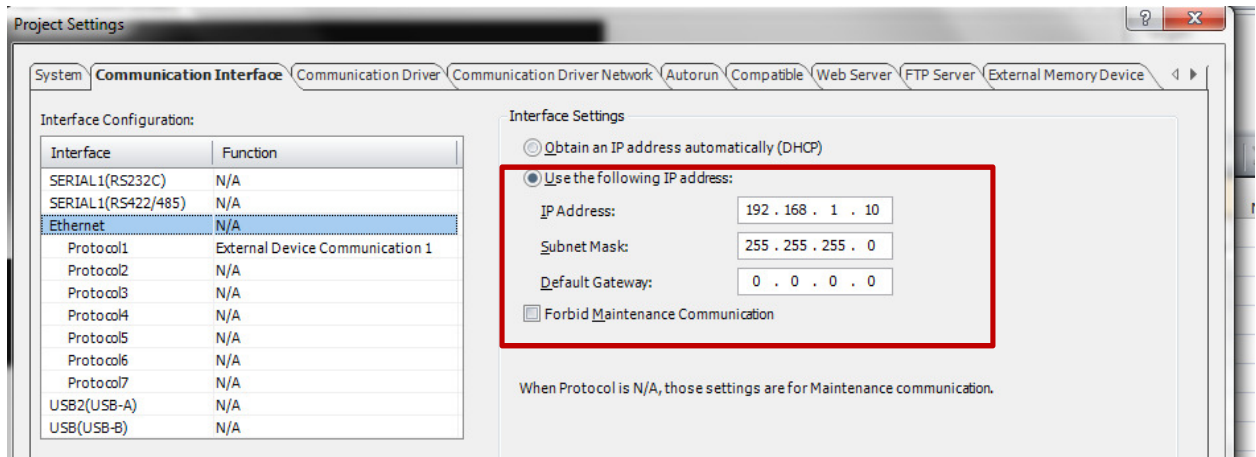 Project Settings
System Communication Interface Communication Driver Communication Driver Network Autorun Compatible Web Server FTP Server External Memory Device
Interface Configuration:
Interface Function
SERIAL1(RS232C) N/A
SERIAL1(RS422/485) N/A
Ethernet N/A
Protocol1 External Device Communication 1
Protocol2 N/A
Protocol3 N/A
Protocol4 N/A
Protocol5 N/A
Protocol6 N/A
Protocol7 N/A
USB2(USB-A) N/A
USB(USB-B) N/A
Interface Settings
Obtain an IP address automatically (DHCP)
Use the following IP address:
IP Address: 192 . 168 . 1 . 10
Subnet Mask: 255 . 255 . 255 . 0
Default Gateway: 0 . 0 . 0 . 0
Forbid Maintenance Communication
When Protocol is N/A, those settings are for Maintenance communication.